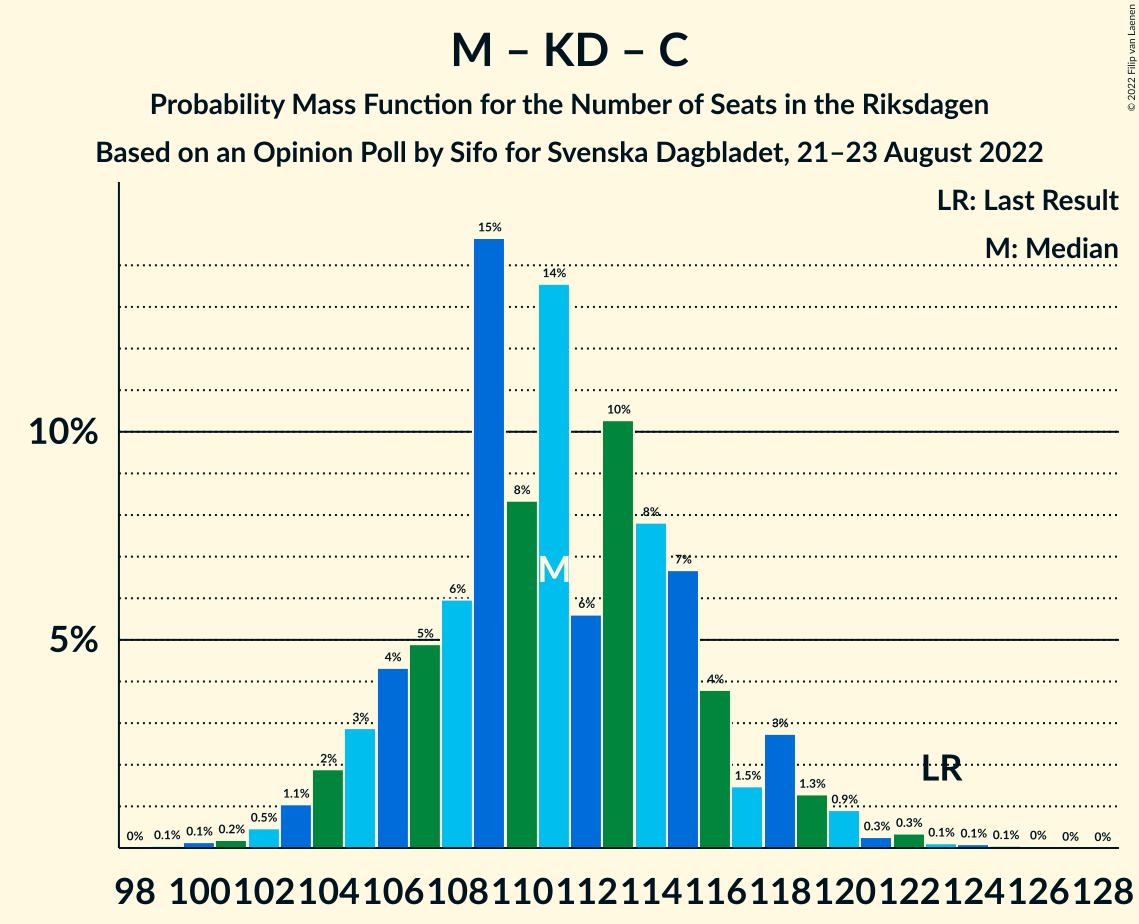 M – KD – C
Probability Mass Function for the Number of Seats in the Riksdagen
Based on an Opinion Poll by Sifo for Svenska Dagbladet, 21–23 August 2022
© 2022 Filip van Laenen
LR: Last Result
M: Median
10%
5%
0% 0.1% 0.1% 0.2% 0.5% 1.1% 2% 3% 4% 5% 6% 15% 8% 14% 6% 10% 8% 7% 4% 1.5% 3% 1.3% 0.9% 0.3% 0.3% 0.1% 0.1% 0.1% 0% 0% 0%
M
LR
98 100 102 104 106 108 110 112 114 116 118 120 122 124 126 128